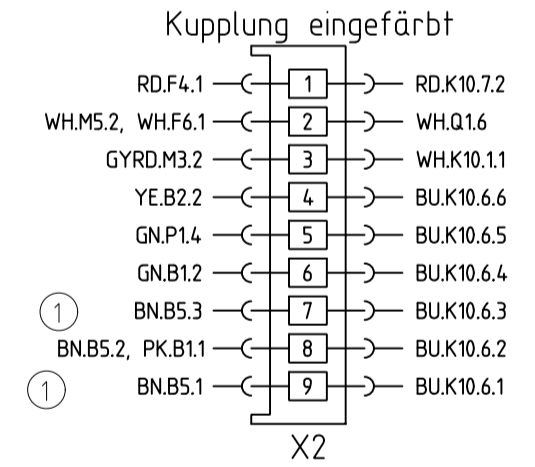 Kupplung eingefärbt
RD.F4.1 1 RD.K10.7.2
WH.M5.2, WH.F6.1 2 WH.Q1.6
GYRD.M3.2 3 WH.K10.1.1
YE.B2.2 4 BU.K10.6.6
GN.P1.4 5 BU.K10.6.5
GN.B1.2 6 BU.K10.6.4
1 BN.B5.3 7 BU.K10.6.3
BN.B5.2, PK.B1.1 8 BU.K10.6.2
1 BN.B5.1 9 BU.K10.6.1
X2